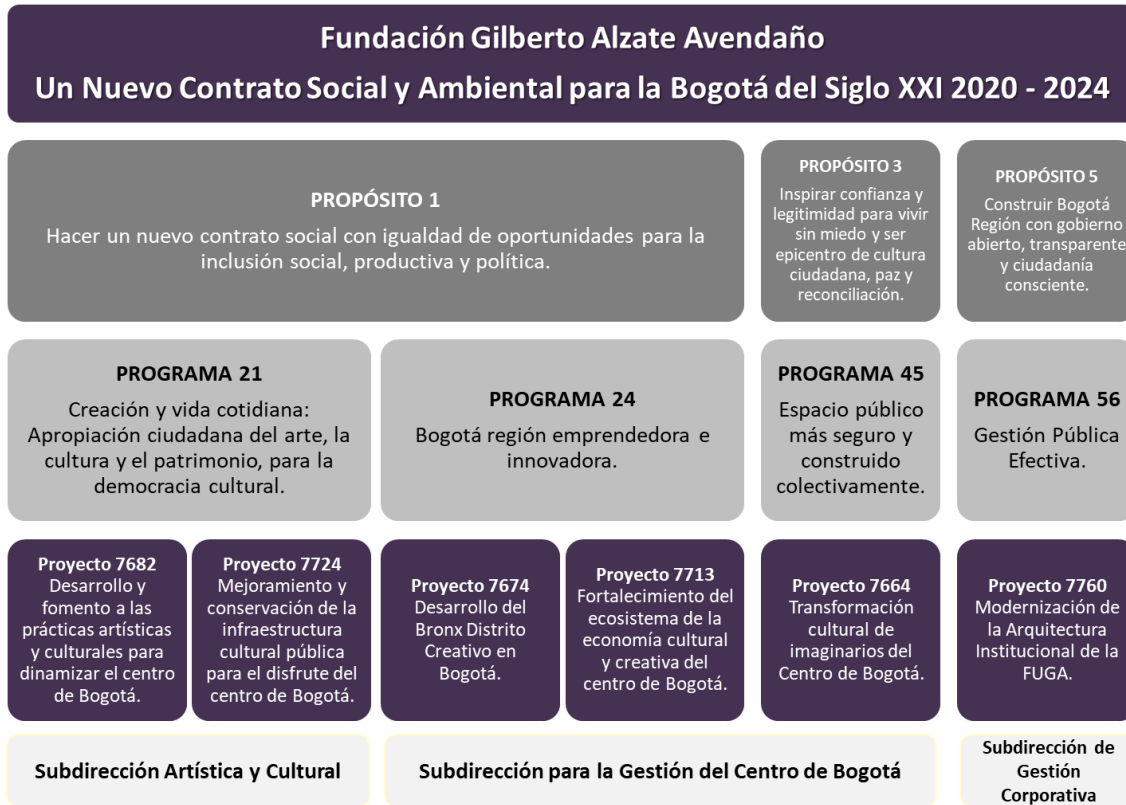 Fundación Gilberto Alzate Avendaño
Un Nuevo Contrato Social y Ambiental para la Bogotá del Siglo XXI 2020 - 2024
PROPÓSITO 1
Hacer un nuevo contrato social con igualdad de oportunidades para la
inclusión social, productiva y política.
PROPÓSITO 3
Inspirar confianza y
legitimidad para vivir
sin miedo y ser
epicentro de cultura
ciudadana, paz y
reconciliación.
PROPÓSITO 5
Construir Bogotá
Región con gobierno
abierto, transparente
y ciudadanía
consciente.
PROGRAMA 21
Creación y vida cotidiana:
Apropiación ciudadana del arte, la
cultura y el patrimonio, para la
democracia cultural.
PROGRAMA 24
Bogotá región emprendedora e
innovadora.
PROGRAMA 45
Espacio público
más seguro y
construido
colectivamente.
PROGRAMA 56
Gestión Pública
Efectiva.
Proyecto 7682
Desarrollo y
fomento a las
prácticas artísticas
y culturales para
dinamizar el centro
de Bogotá.
Proyecto 7724
Mejoramiento y
conservación de la
infraestructura
cultural pública
para el disfrute del
centro de Bogotá.
Proyecto 7674
Desarrollo del
Bronx Distrito
Creativo en
Bogotá.
Proyecto 7713
Fortalecimiento del
ecosistema de la
economía cultural
y creativa del
centro de Bogotá.
Proyecto 7664
Transformación
cultural de
imaginarios del
Centro de Bogotá.
Proyecto 7760
Modernización de
la Arquitectura
Institucional de la
FUGA.
Subdirección Artística y Cultural
Subdirección para la Gestión del Centro de Bogotá
Subdirección de
Gestión
Corporativa